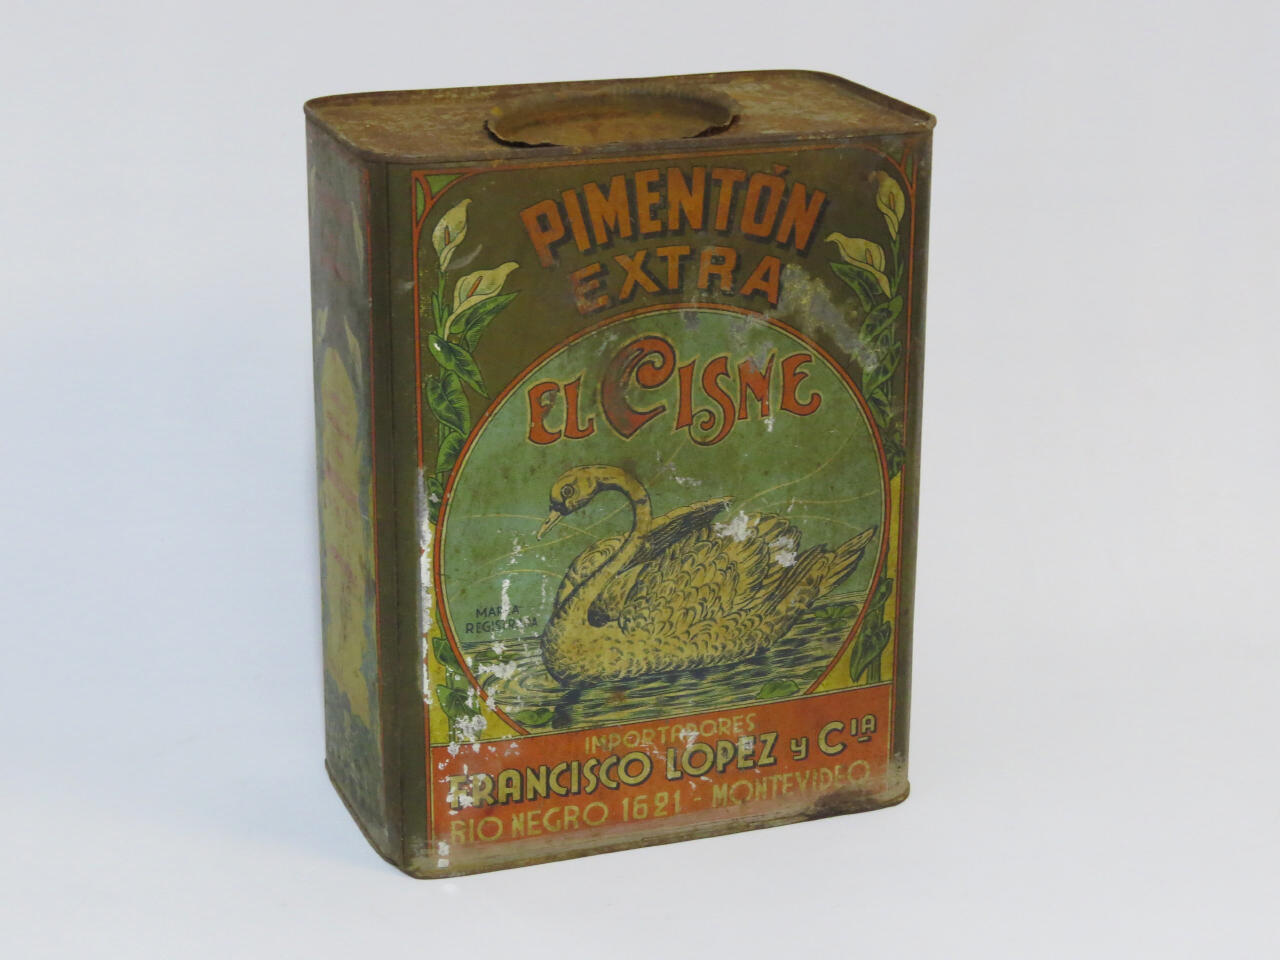 PIMENTÓN
EXTRA
EL CISNE
MARCA
REGISTRADA
IMPORTADORES
FRANCISCO LOPEZ y CIA
RIO NEGRO 1621 - MONTEVIDEO